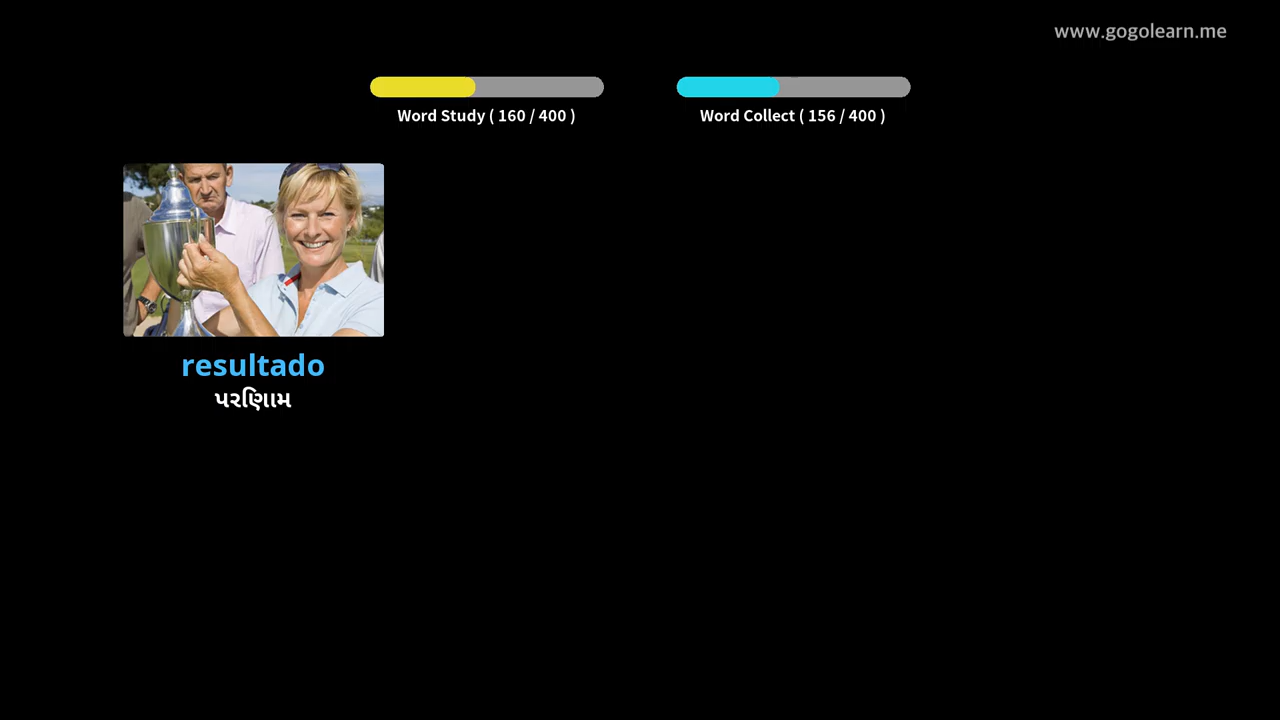 www.gogolearn.me
Word Study ( 160 / 400 )
Word Collect ( 156 / 400 )
resultado
પરિણામ